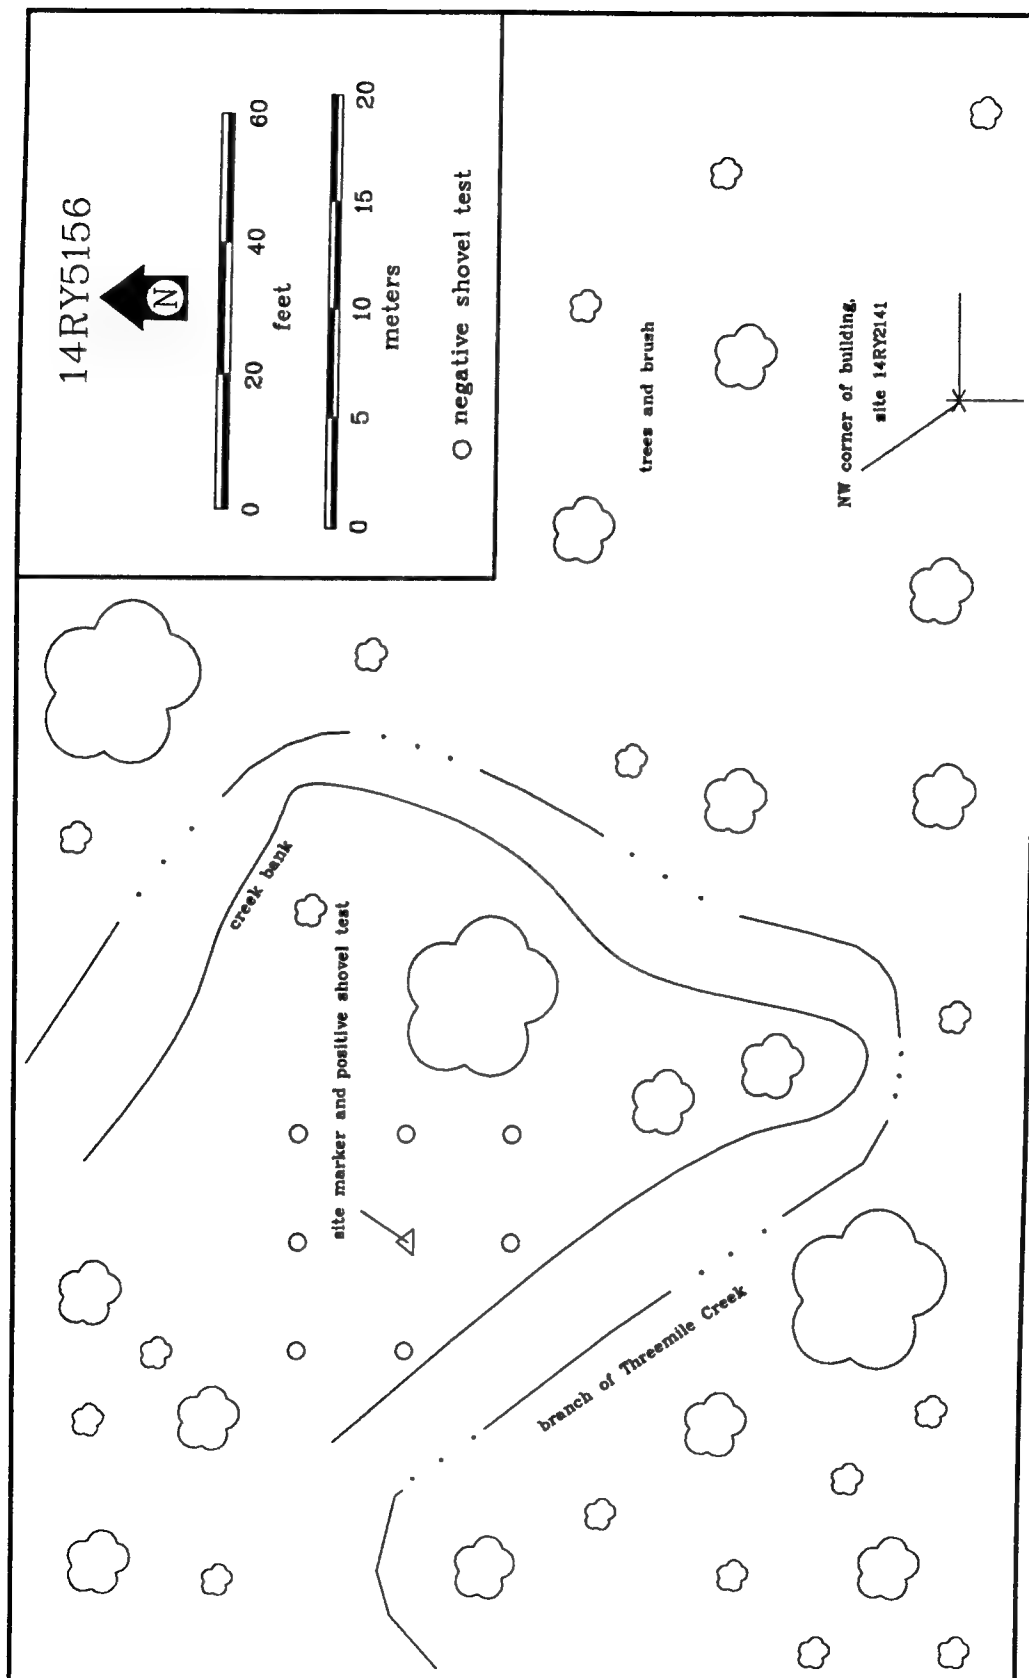 14RY5156
N
0 20 40 60
feet
0 5 10 15 20
meters
negative shovel test
creek bank
site marker and positive shovel test
trees and brush
NW corner of building,
site 14RY2141
branch of Threemile Creek